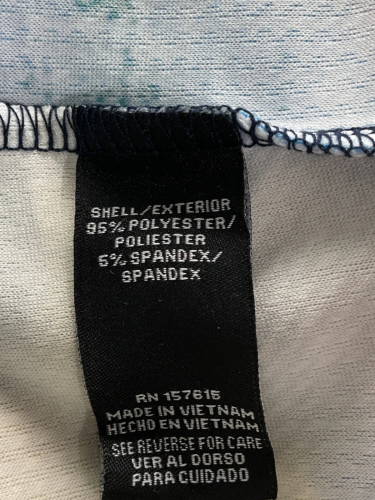 SHELL/EXTERIOR
95% POLYESTER/
POLIESTER
5% SPANDEX/
SPANDEX
RN 157615
MADE IN VIETNAM
HECHO EN VIETNAM
SEE REVERSE FOR CARE
VER AL DORSO
PARA CUIDADO